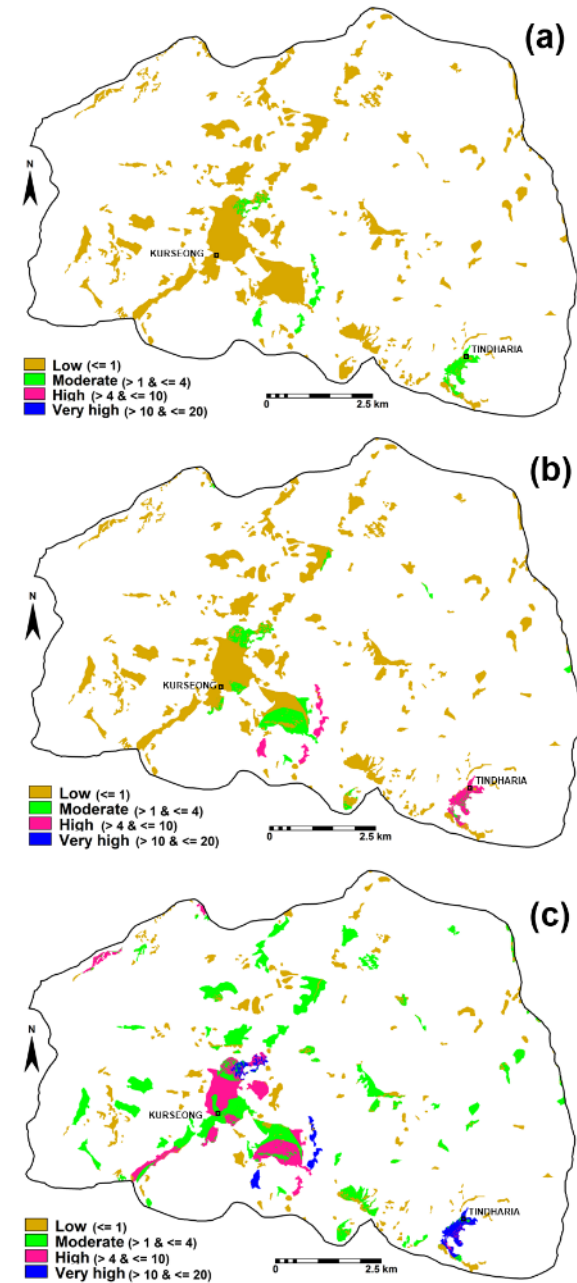 (a)
N
KURSEONG
TINDHARIA
Low (<= 1)
Moderate (> 1 & <= 4)
High (> 4 & <= 10)
Very high (> 10 & <= 20)
0 2.5 km
(b)
N
KURSEONG
TINDHARIA
Low (<= 1)
Moderate (> 1 & <= 4)
High (> 4 & <= 10)
Very high (> 10 & <= 20)
0 2.5 km
(c)
N
KURSEONG
TINDHARIA
Low (<= 1)
Moderate (> 1 & <= 4)
High (> 4 & <= 10)
Very high (> 10 & <= 20)
0 2.5 km